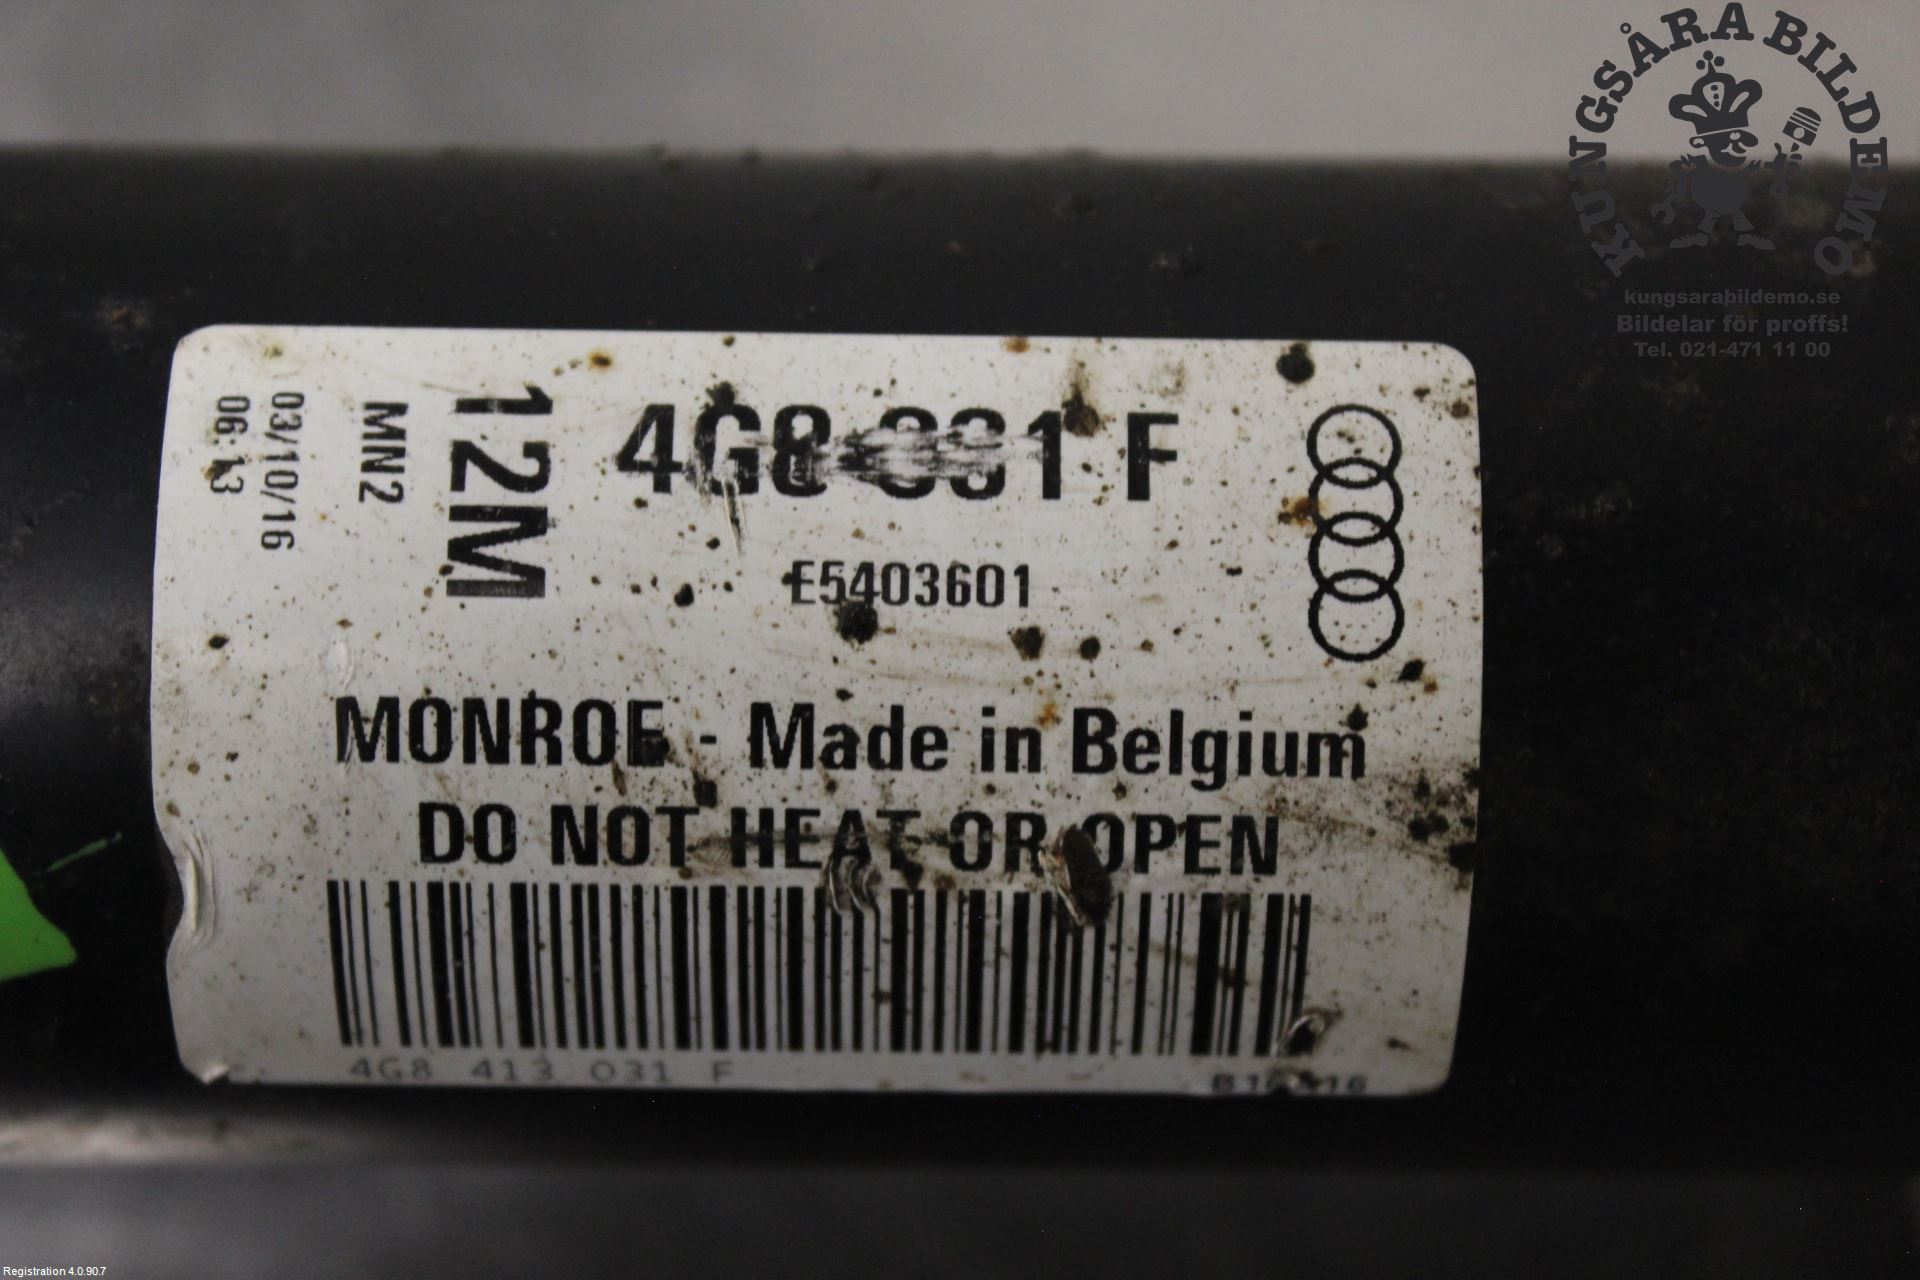 KUNGSÅRA BILDEMO
kungsarabildemo.se
Bildelar för proffs!
Tel. 021-471 11 00
03/10/16
06:13
MN2
12M
4G8 031 F
E5403601
MONROE - Made in Belgium
DO NOT HEAT OR OPEN
4G8 413 031 F
Registration 4.0.90.7